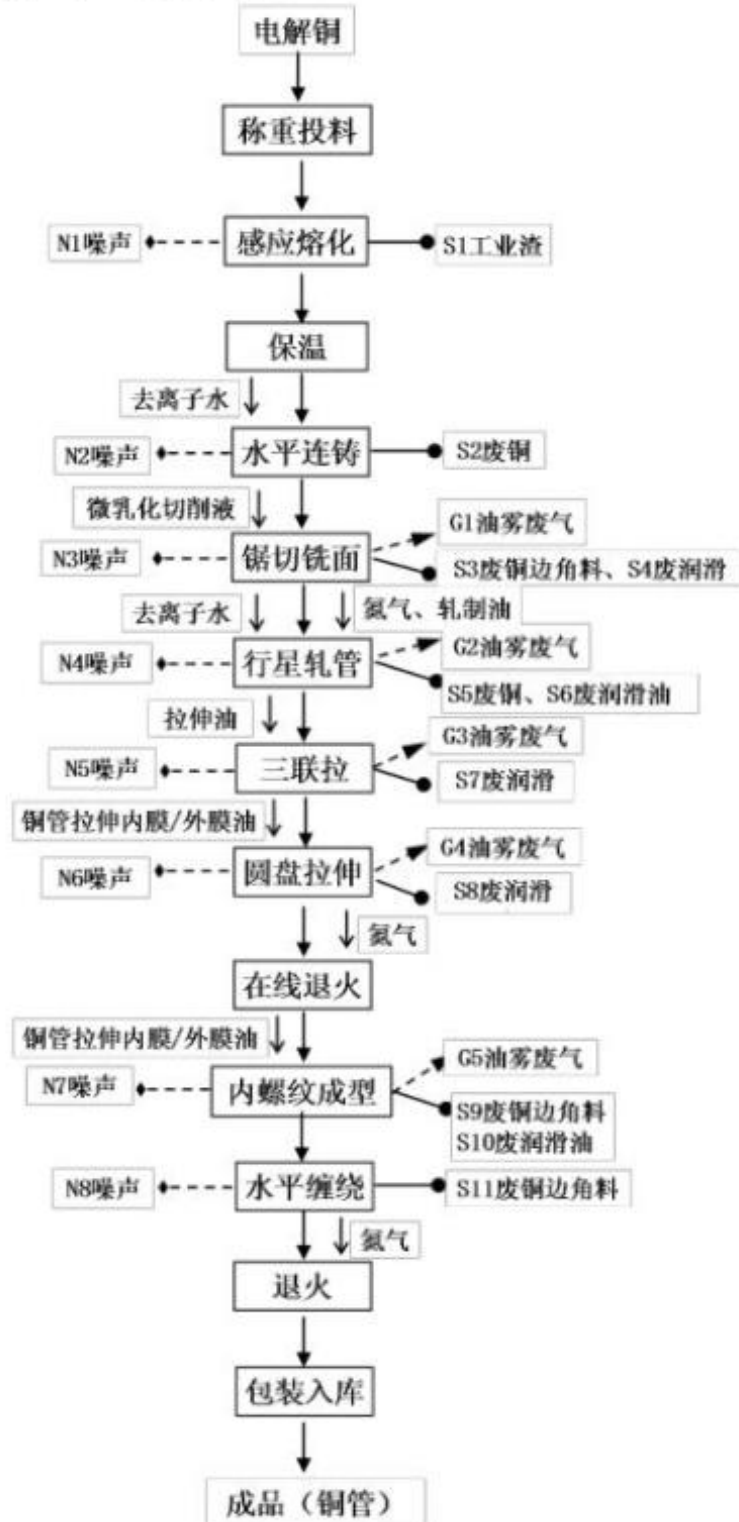 电解铜
称重投料
N1噪声
感应熔化
S1工业渣
保温
去离子水
N2噪声
水平连铸
S2废铜
微乳化切削液
G1油雾废气
N3噪声
锯切铣面
S3废铜边角料、S4废润滑
去离子水
氮气、轧制油
G2油雾废气
N4噪声
行星轧管
S5废铜、S6废润滑油
拉伸油
G3油雾废气
N5噪声
三联拉
S7废润滑
铜管拉伸内膜/外膜油
G4油雾废气
N6噪声
圆盘拉伸
S8废润滑
氮气
在线退火
铜管拉伸内膜/外膜油
G5油雾废气
N7噪声
内螺纹成型
S9废铜边角料
S10废润滑油
N8噪声
水平缠绕
S11废铜边角料
氮气
退火
包装入库
成品（铜管）